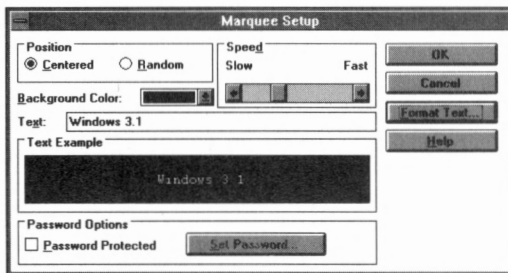 Marquee Setup
Position
Centered Random
Speed
Slow Fast
Background Color:
Text: Windows 3.1
Text Example
Windows 3 1
Password Options
Password Protected
Set Password...
OK
Cancel
Format Text...
Help